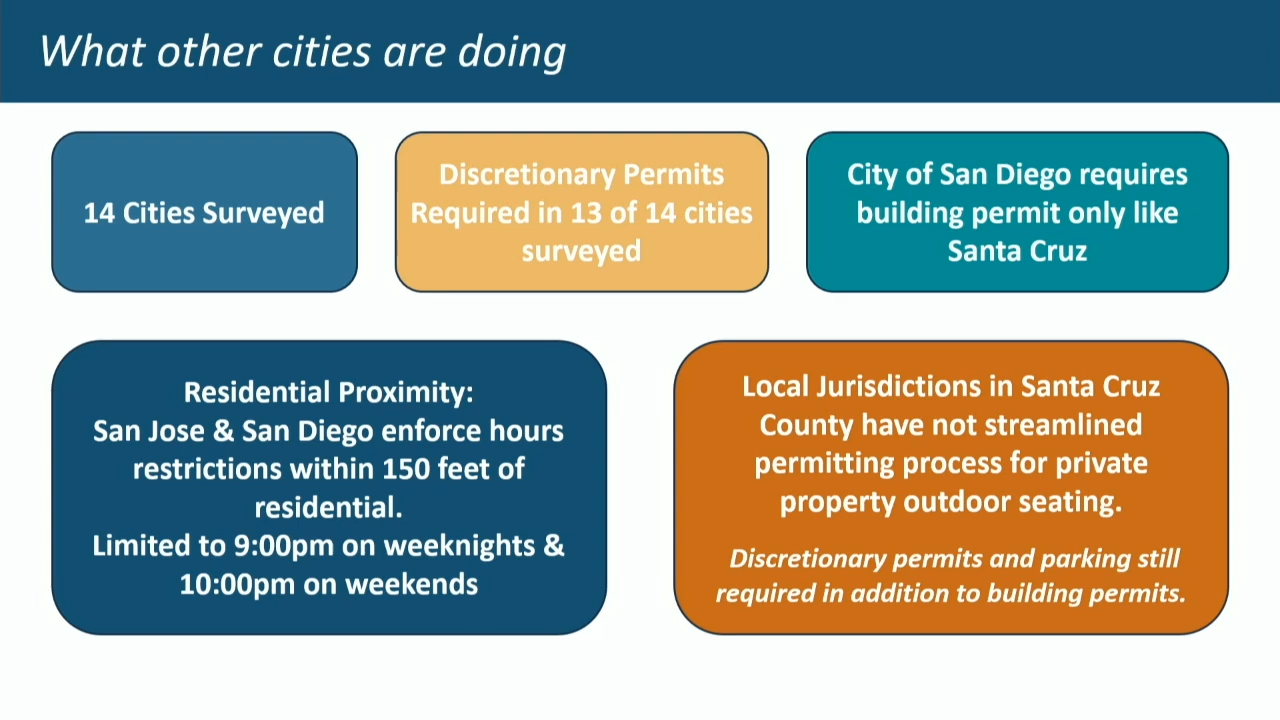 What other cities are doing
14 Cities Surveyed
Discretionary Permits
Required in 13 of 14 cities
surveyed
City of San Diego requires
building permit only like
Santa Cruz
Residential Proximity:
San Jose & San Diego enforce hours
restrictions within 150 feet of
residential.
Limited to 9:00pm on weeknights &
10:00pm on weekends
Local Jurisdictions in Santa Cruz
County have not streamlined
permitting process for private
property outdoor seating.
Discretionary permits and parking still
required in addition to building permits.